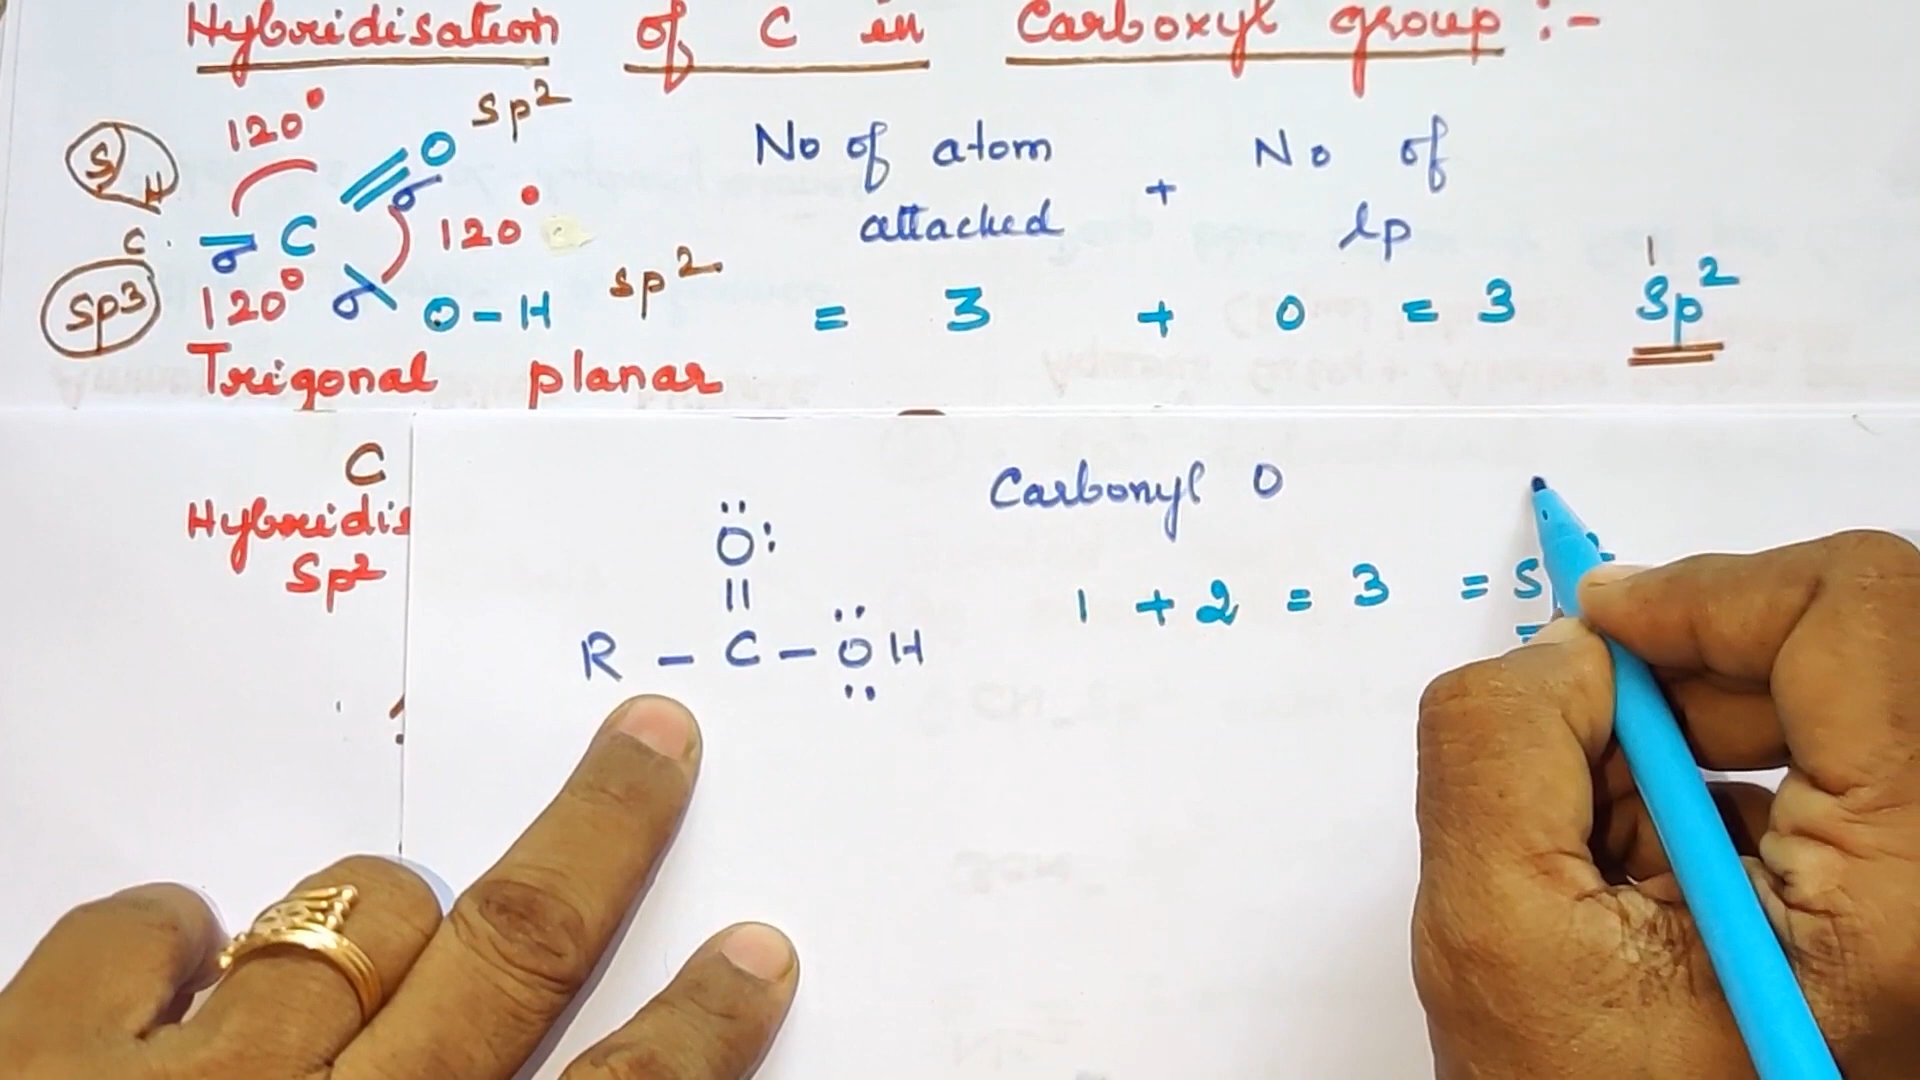 Hybridisation of C in Carboxyl group :-
120° O sp²
S/H
C - C 120°
σ σ
sp3 120° σ O-H sp²
Trigonal planar
No of atom attached + No of lp
= 3 + 0 = 3 Sp²
1
C
Hybridis
Sp²
Carbonyl O
1 + 2 = 3 = S
:O:
||
R - C - OH